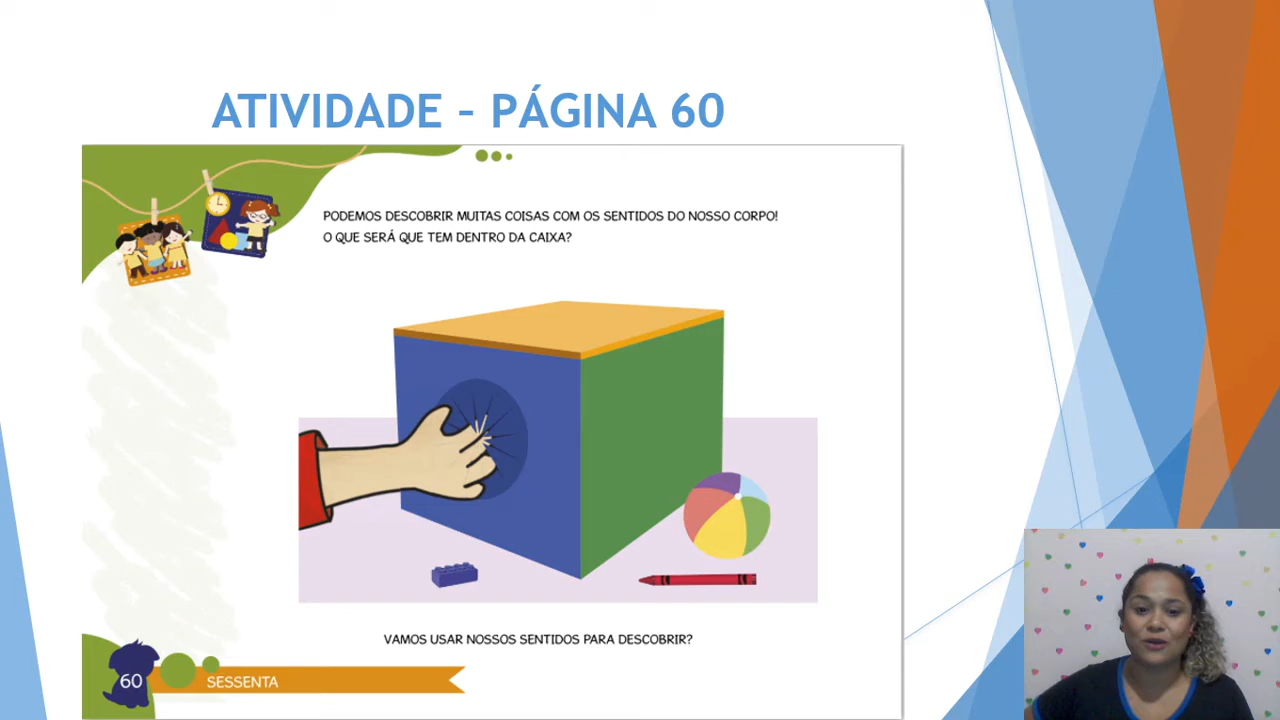 ATIVIDADE – PÁGINA 60
PODEMOS DESCOBRIR MUITAS COISAS COM OS SENTIDOS DO NOSSO CORPO!
O QUE SERÁ QUE TEM DENTRO DA CAIXA?
VAMOS USAR NOSSOS SENTIDOS PARA DESCOBRIR?
60
SESSENTA